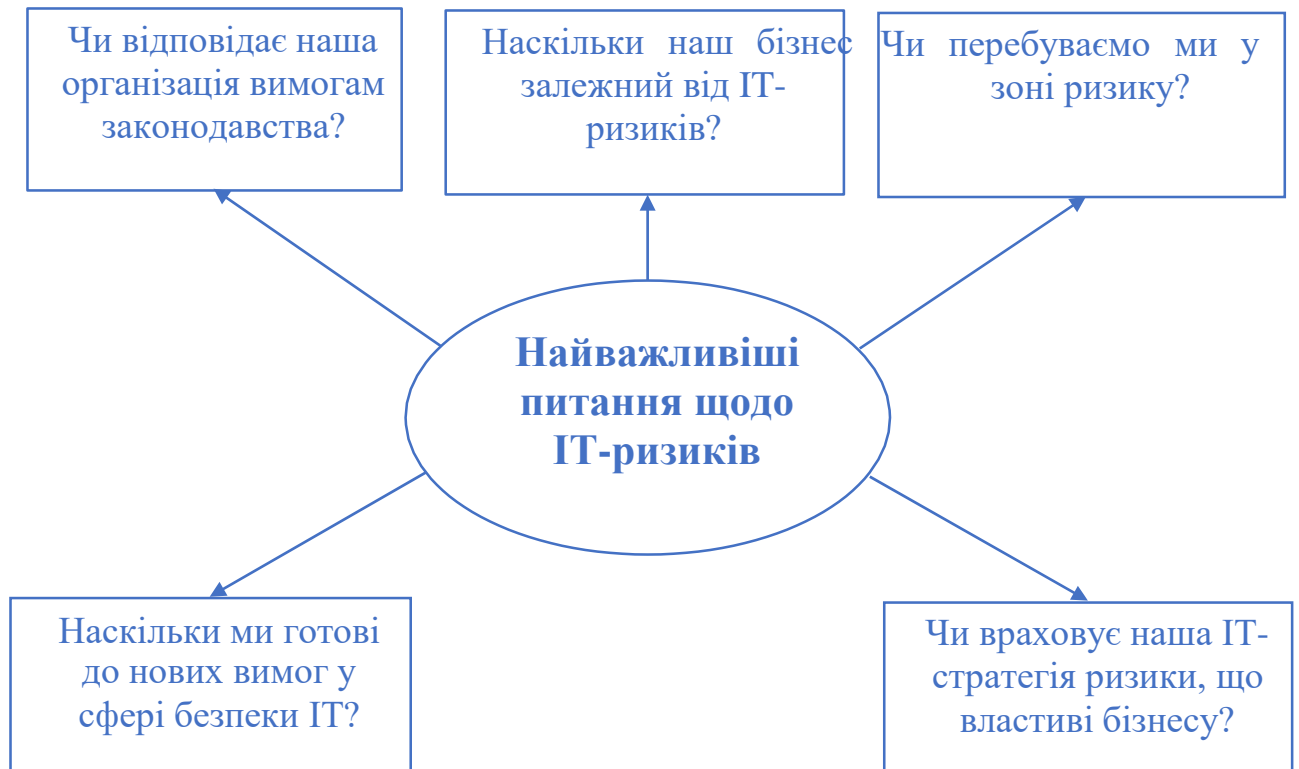 Чи відповідає наша
організація вимогам
законодавства?
Наскільки наш бізнес
залежний від ІТ-
ризиків?
Чи перебуваємо ми у
зоні ризику?
Найважливіші
питання щодо
ІТ-ризиків
Наскільки ми готові
до нових вимог у
сфері безпеки ІТ?
Чи враховує наша ІТ-
стратегія ризики, що
властиві бізнесу?